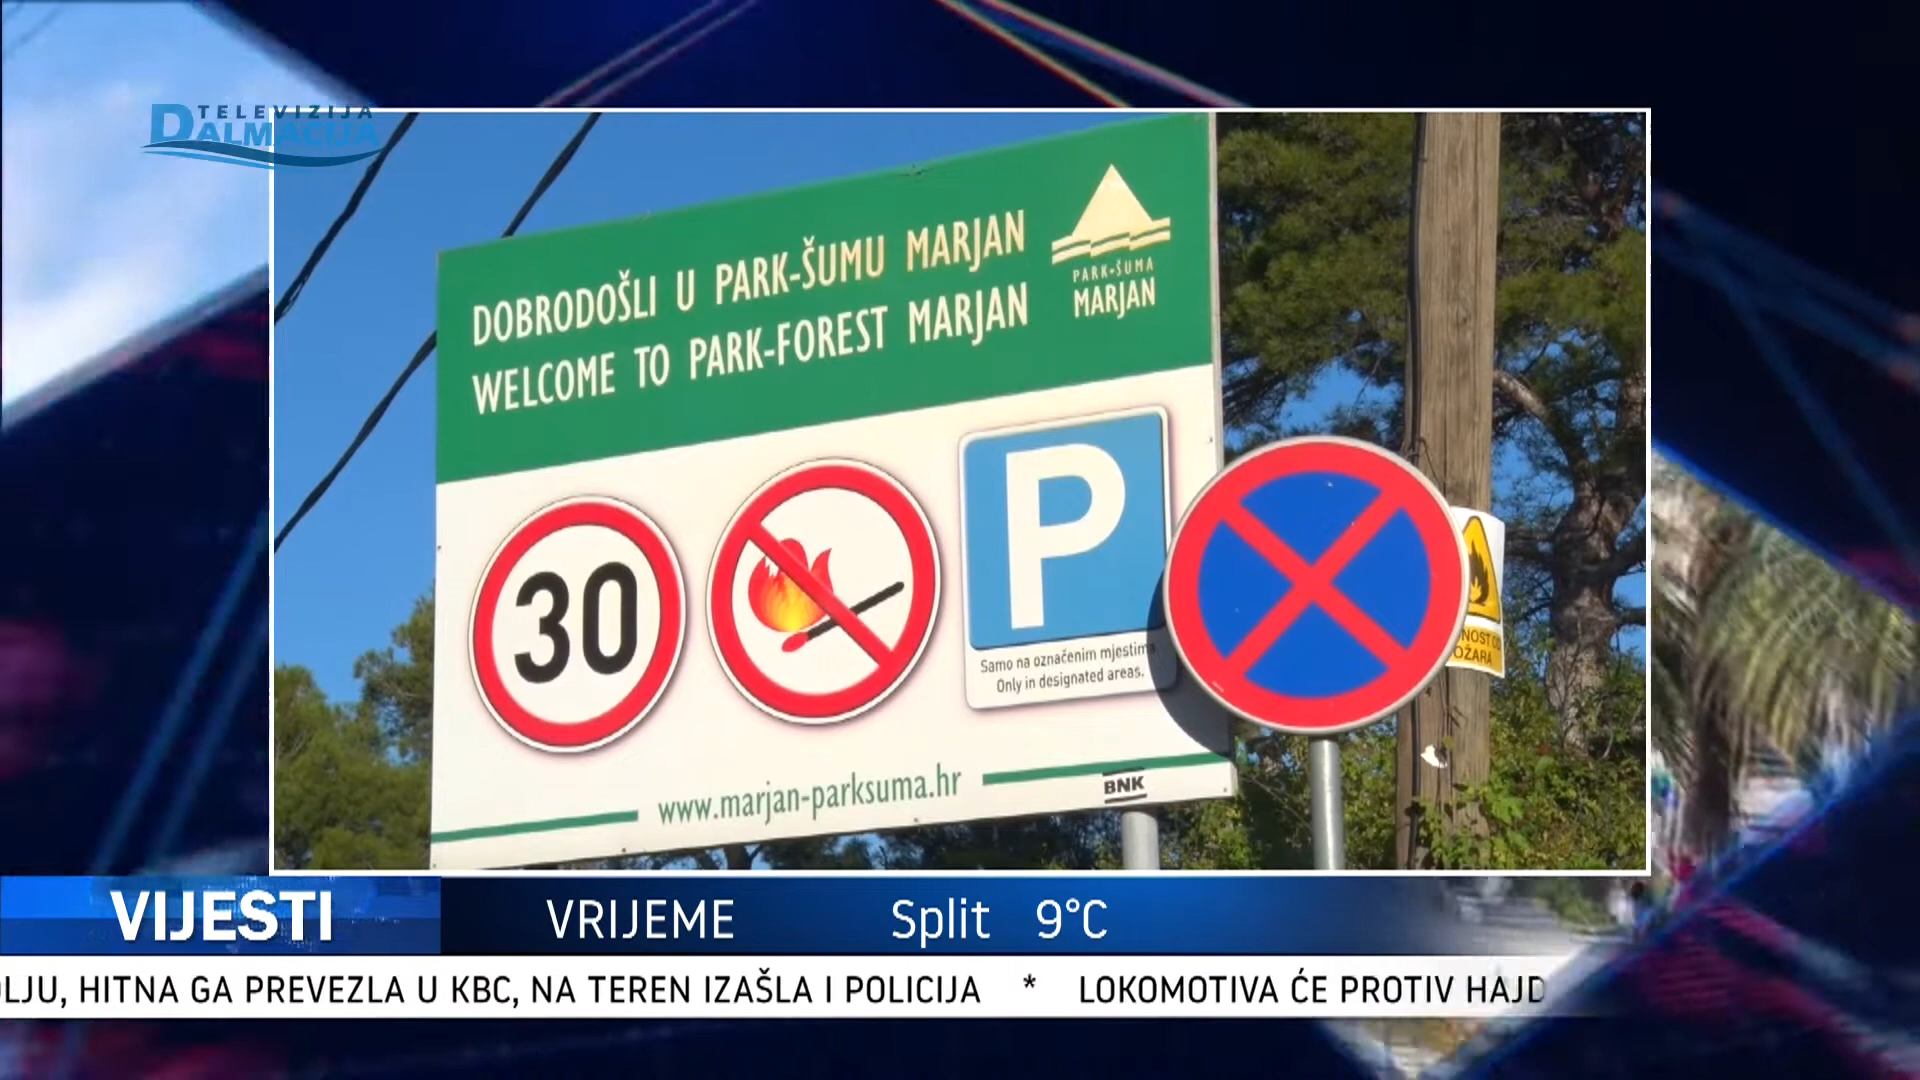 TELEVIZIJA
DALMACIJA
DOBRODOŠLI U PARK-ŠUMU MARJAN
WELCOME TO PARK-FOREST MARJAN
PARK-ŠUMA
MARJAN
30
P
Samo na označenim mjestima.
Only in designated areas.
www.marjan-parksuma.hr
BNK
VIJESTI
VRIJEME
Split 9°C
HITNA GA PREVEZLA U KBC, NA TEREN IZAŠLA I POLICIJA * LOKOMOTIVA ĆE PROTIV